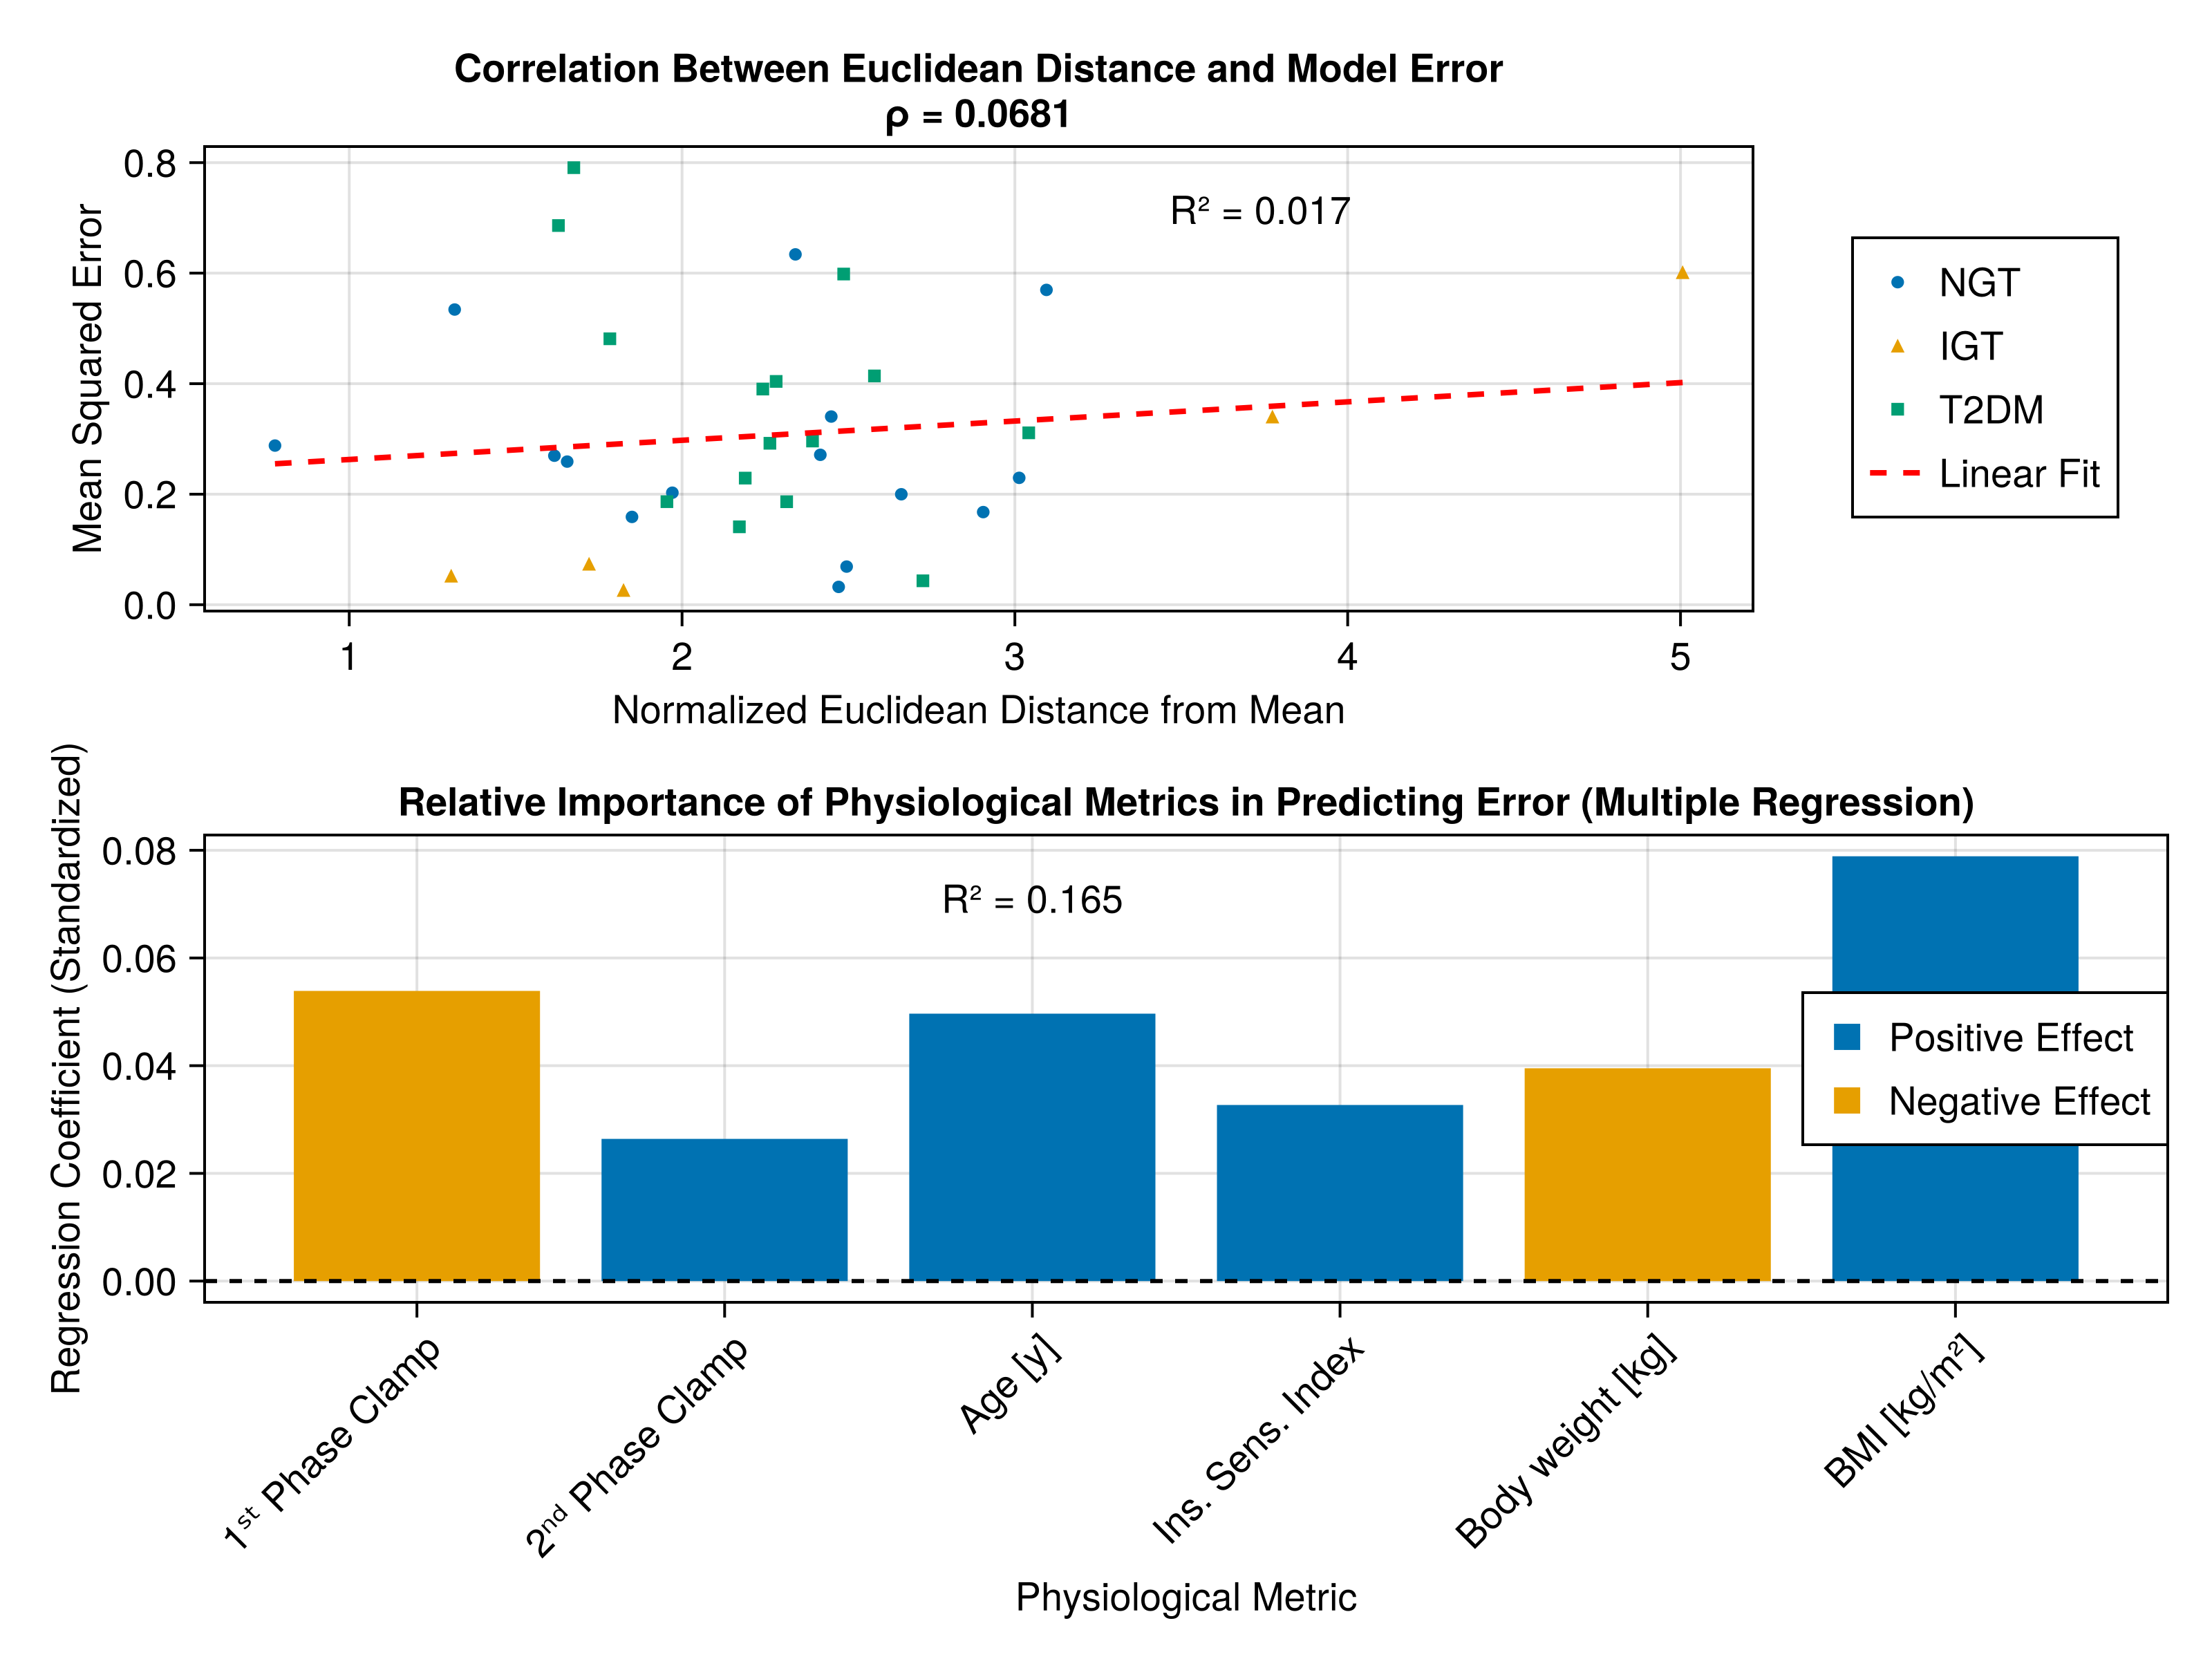 Correlation Between Euclidean Distance and Model Error
ρ = 0.0681
Mean Squared Error
0.8
0.6
0.4
0.2
0.0
R² = 0.017
1 2 3 4 5
Normalized Euclidean Distance from Mean
NGT
IGT
T2DM
Linear Fit
Relative Importance of Physiological Metrics in Predicting Error (Multiple Regression)
Regression Coefficient (Standardized)
0.08
0.06
0.04
0.02
0.00
R² = 0.165
Positive Effect
Negative Effect
1st Phase Clamp
2nd Phase Clamp
Age [y]
Ins. Sens. Index
Body weight [kg]
BMI [kg/m²]
Physiological Metric